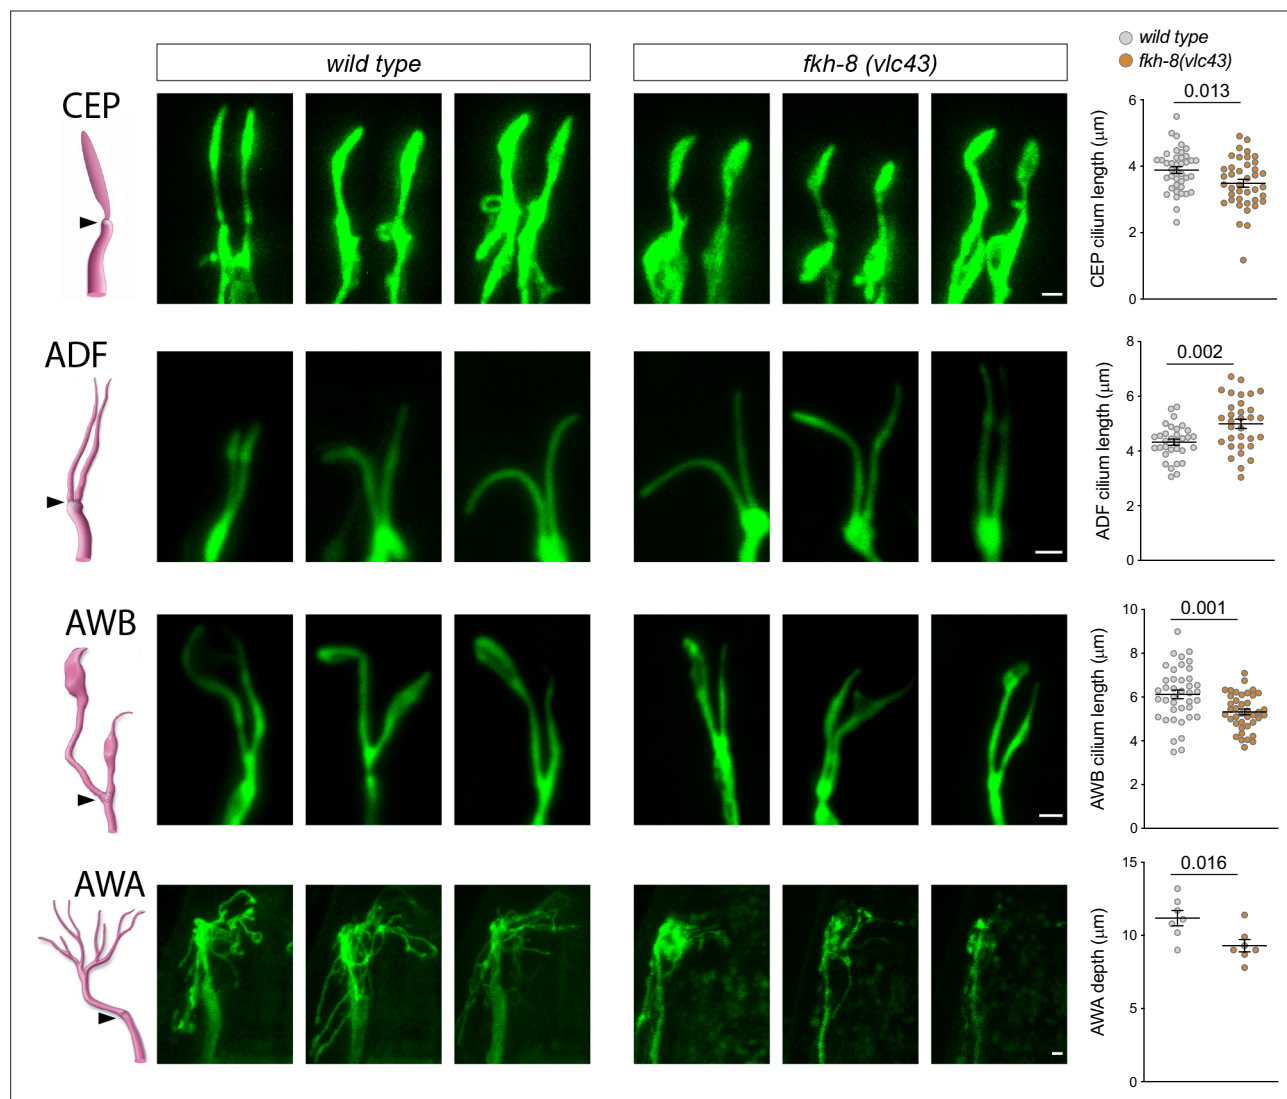 wild type
fkh-8 (vlc43)
wild type
fkh-8(vlc43)
CEP
0.013
CEP cilium length (μm)
6
4
2
0
ADF
0.002
ADF cilium length (μm)
8
6
4
2
0
AWB
0.001
AWB cilium length (μm)
10
8
6
4
2
0
AWA
0.016
AWA depth (μm)
15
10
5
0